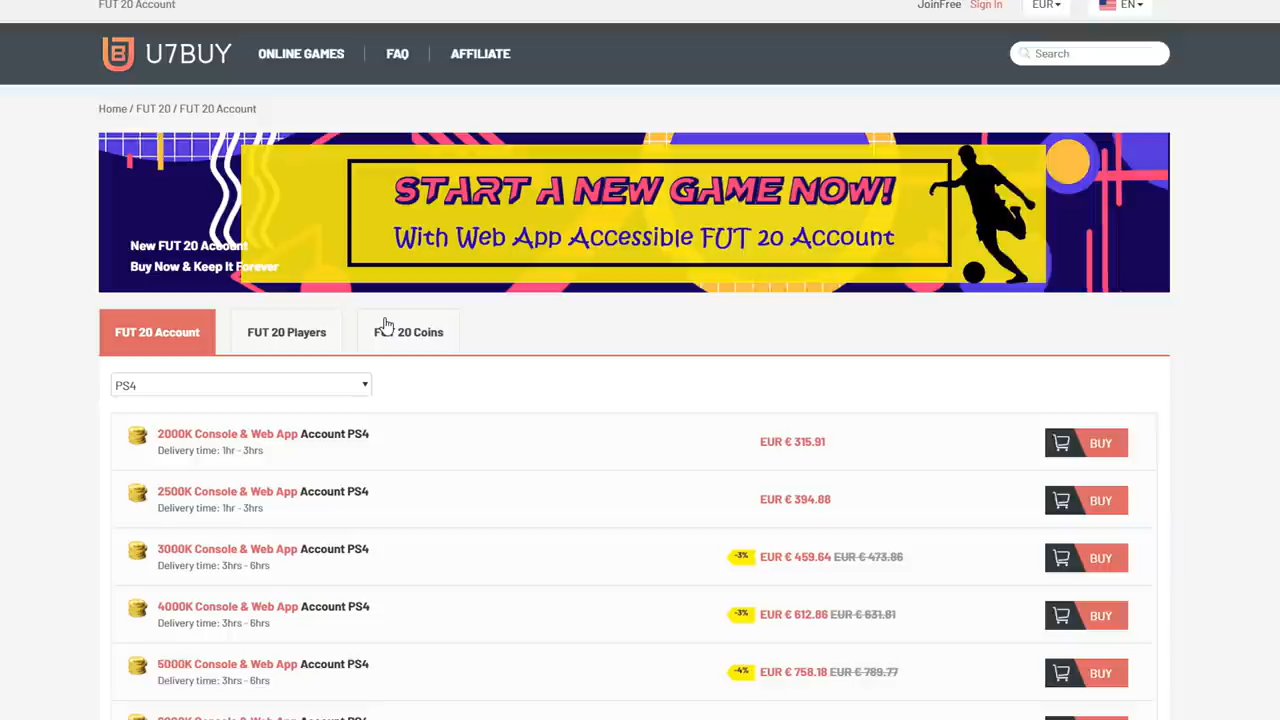 FUT 20 Account
JoinFree Sign In EUR EN
U7BUY ONLINE GAMES FAQ AFFILIATE Search
Home / FUT 20 / FUT 20 Account
START A NEW GAME NOW!
With Web App Accessible FUT 20 Account
New FUT 20 Account
Buy Now & Keep It Forever
FUT 20 Account FUT 20 Players FUT 20 Coins
PS4
2000K Console & Web App Account PS4
Delivery time: 1hr - 3hrs
EUR € 315.91 BUY
2500K Console & Web App Account PS4
Delivery time: 1hr - 3hrs
EUR € 394.88 BUY
3000K Console & Web App Account PS4
Delivery time: 3hrs - 6hrs
-3% EUR € 459.64 EUR € 473.86 BUY
4000K Console & Web App Account PS4
Delivery time: 3hrs - 6hrs
-3% EUR € 612.86 EUR € 631.81 BUY
5000K Console & Web App Account PS4
Delivery time: 3hrs - 6hrs
-4% EUR € 758.18 EUR € 789.77 BUY
Console & Web App Account PS4